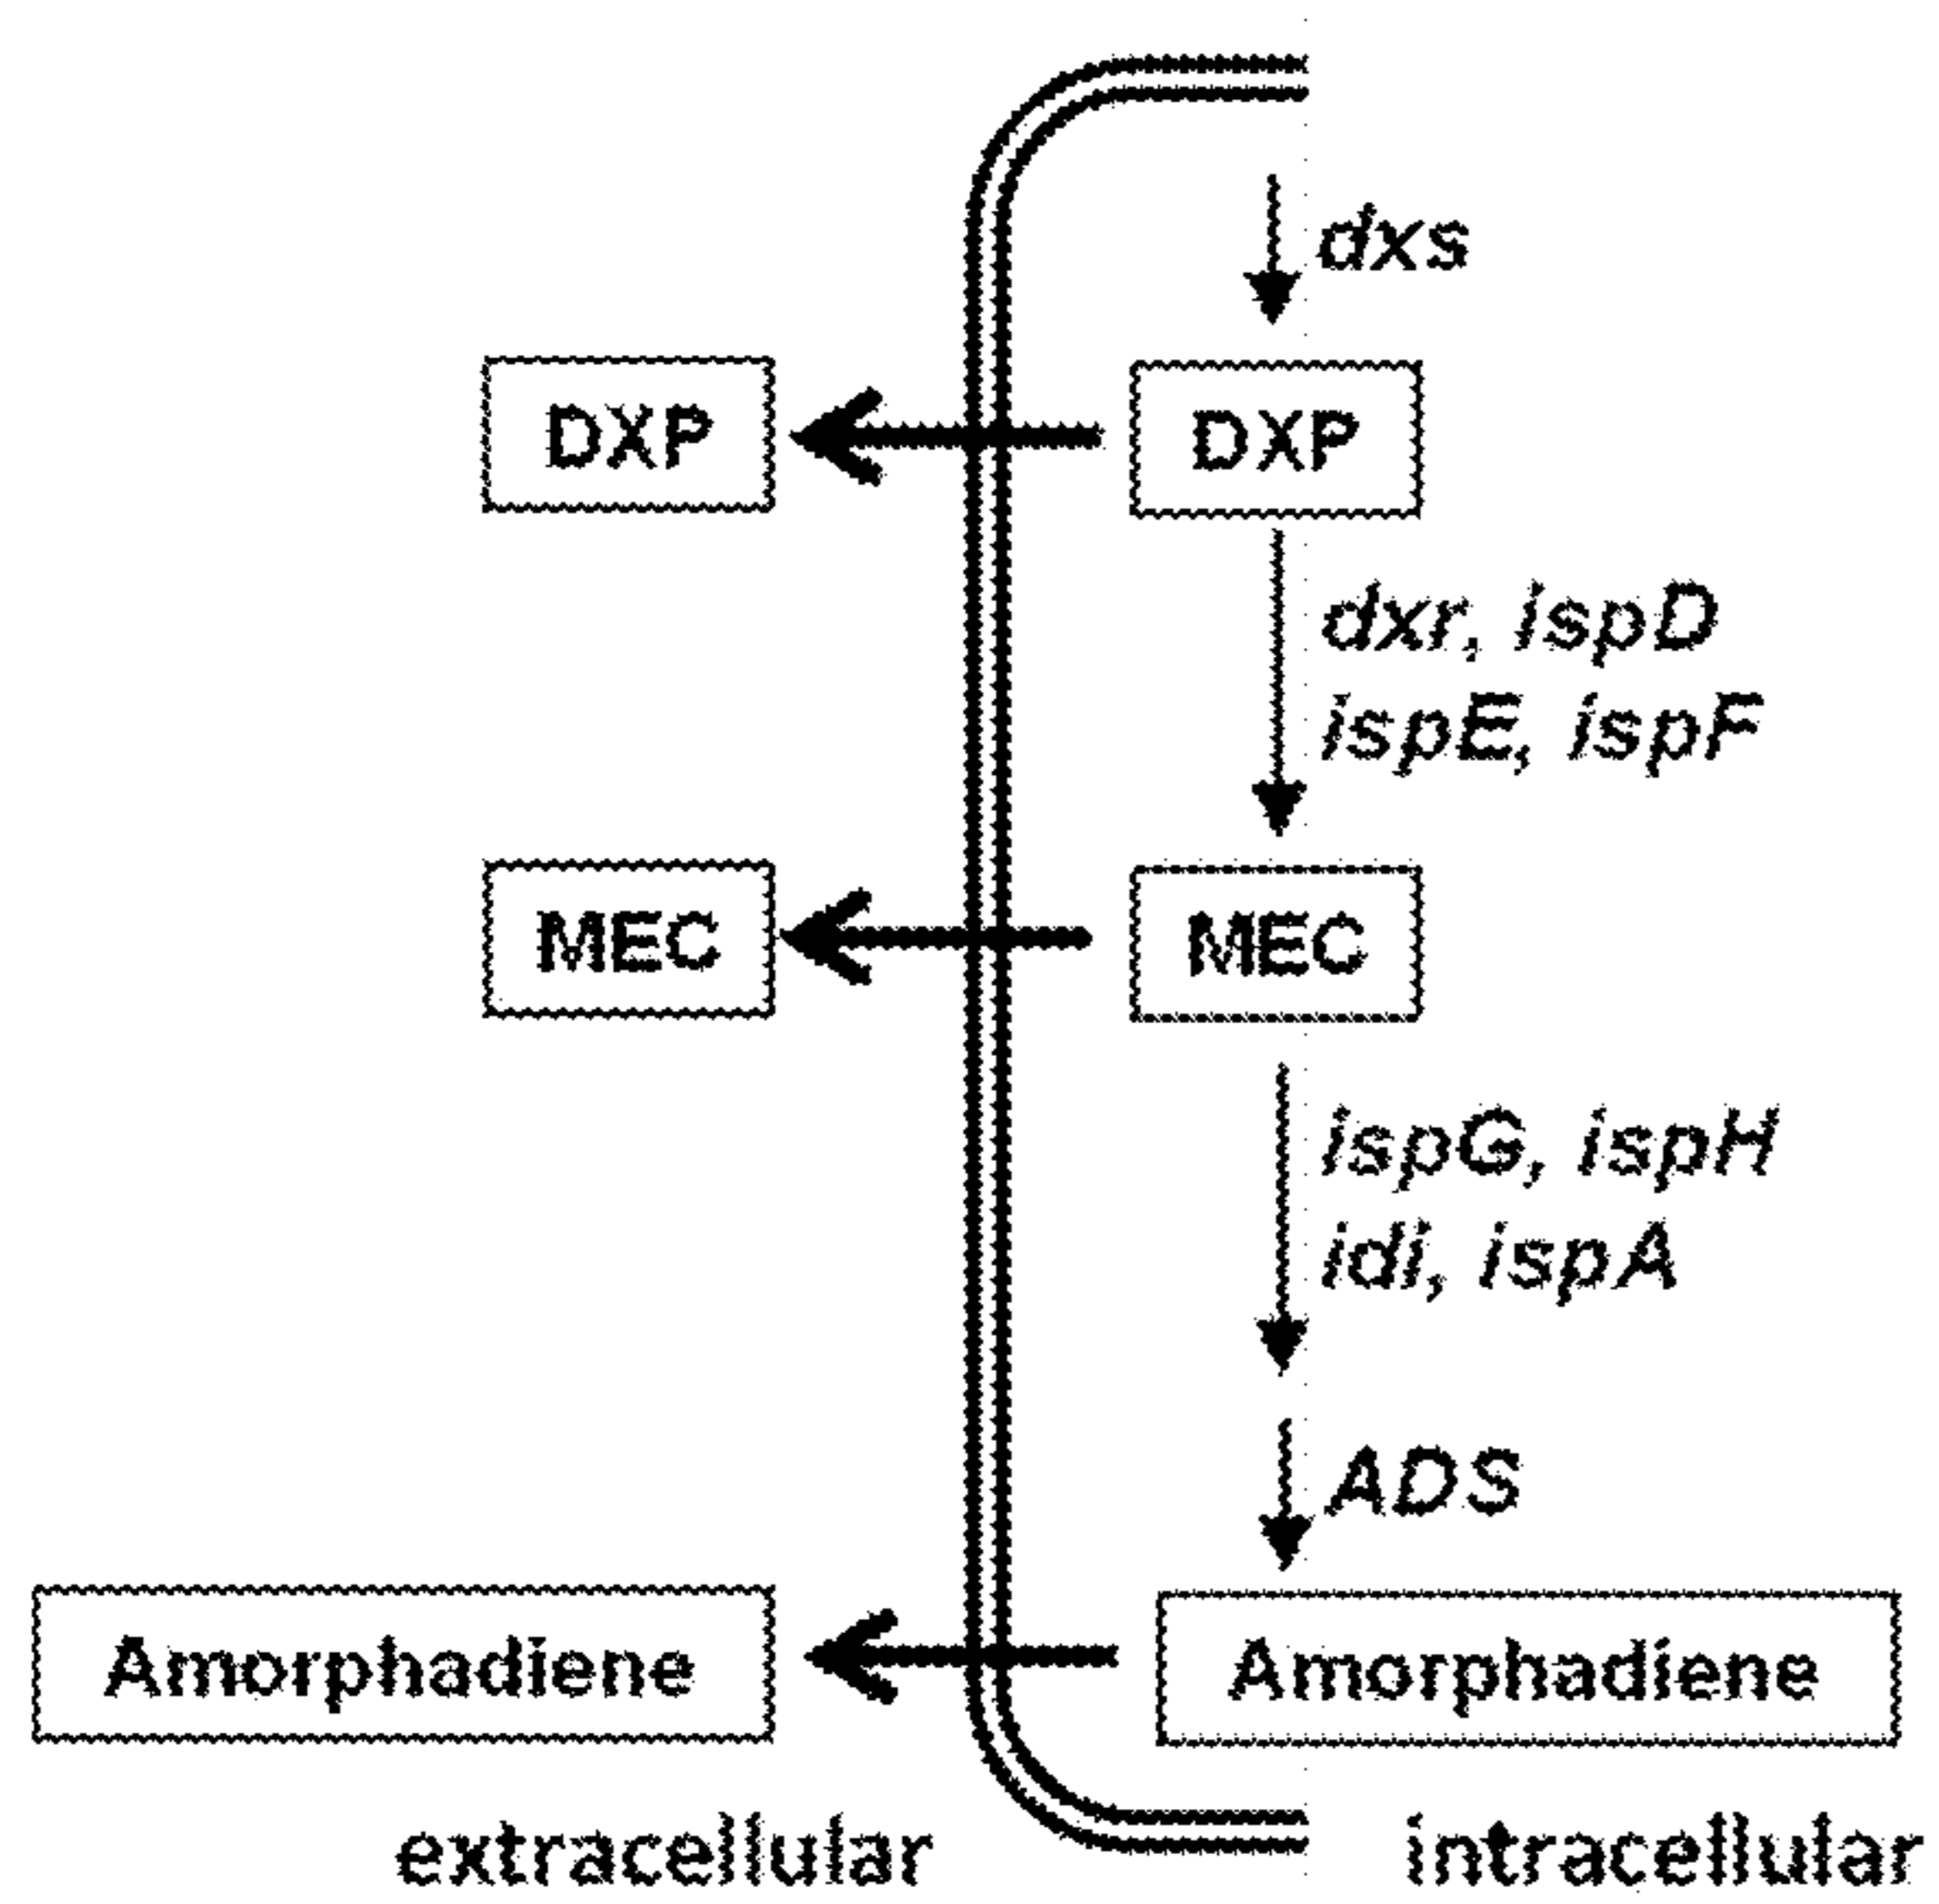 dxs
DXP
DXP
dxr, ispD
ispE, ispF
MEC
MEC
ispG, ispH
idi, ispA
ADS
Amorphadiene
Amorphadiene
extracellular
intracellular